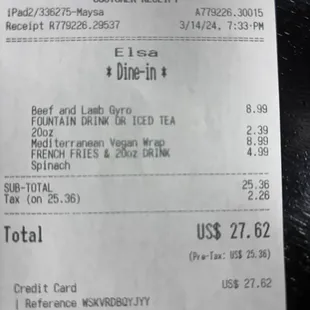 CUSTOMER RECEIPT
iPad2/336275-Maysa A779226.30015
Receipt R779226.29537 3/14/24, 7:33 PM
Elsa
* Dine-in *
Beef and Lamb Gyro 8.99
FOUNTAIN DRINK OR ICED TEA
20oz 2.39
Mediterranean Vegan Wrap 8.99
FRENCH FRIES & 20oz DRINK 4.99
Spinach
SUB-TOTAL 25.36
Tax (on 25.36) 2.26
Total US$ 27.62
(Pre-Tax: US$ 25.36)
Credit Card US$ 27.62
| Reference WSKVRDBQYJYY